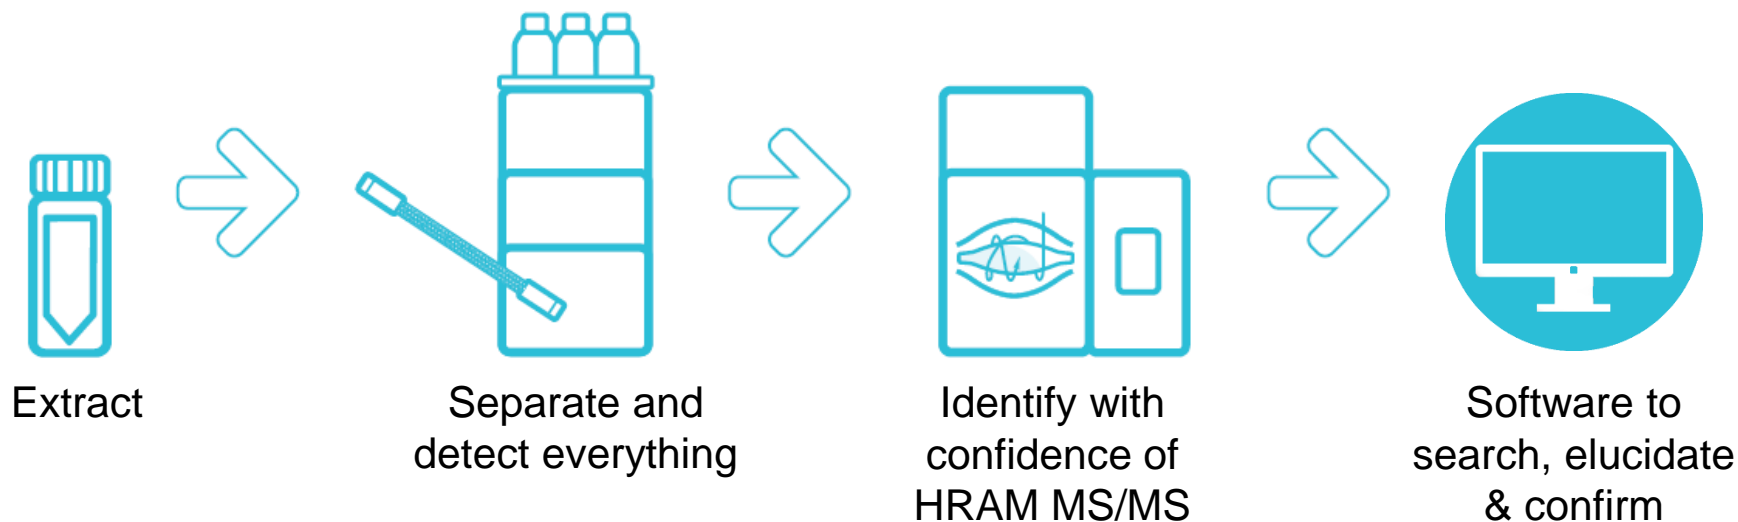 Extract
Separate and
detect everything
Identify with
confidence of
HRAM MS/MS
Software to
search, elucidate
& confirm